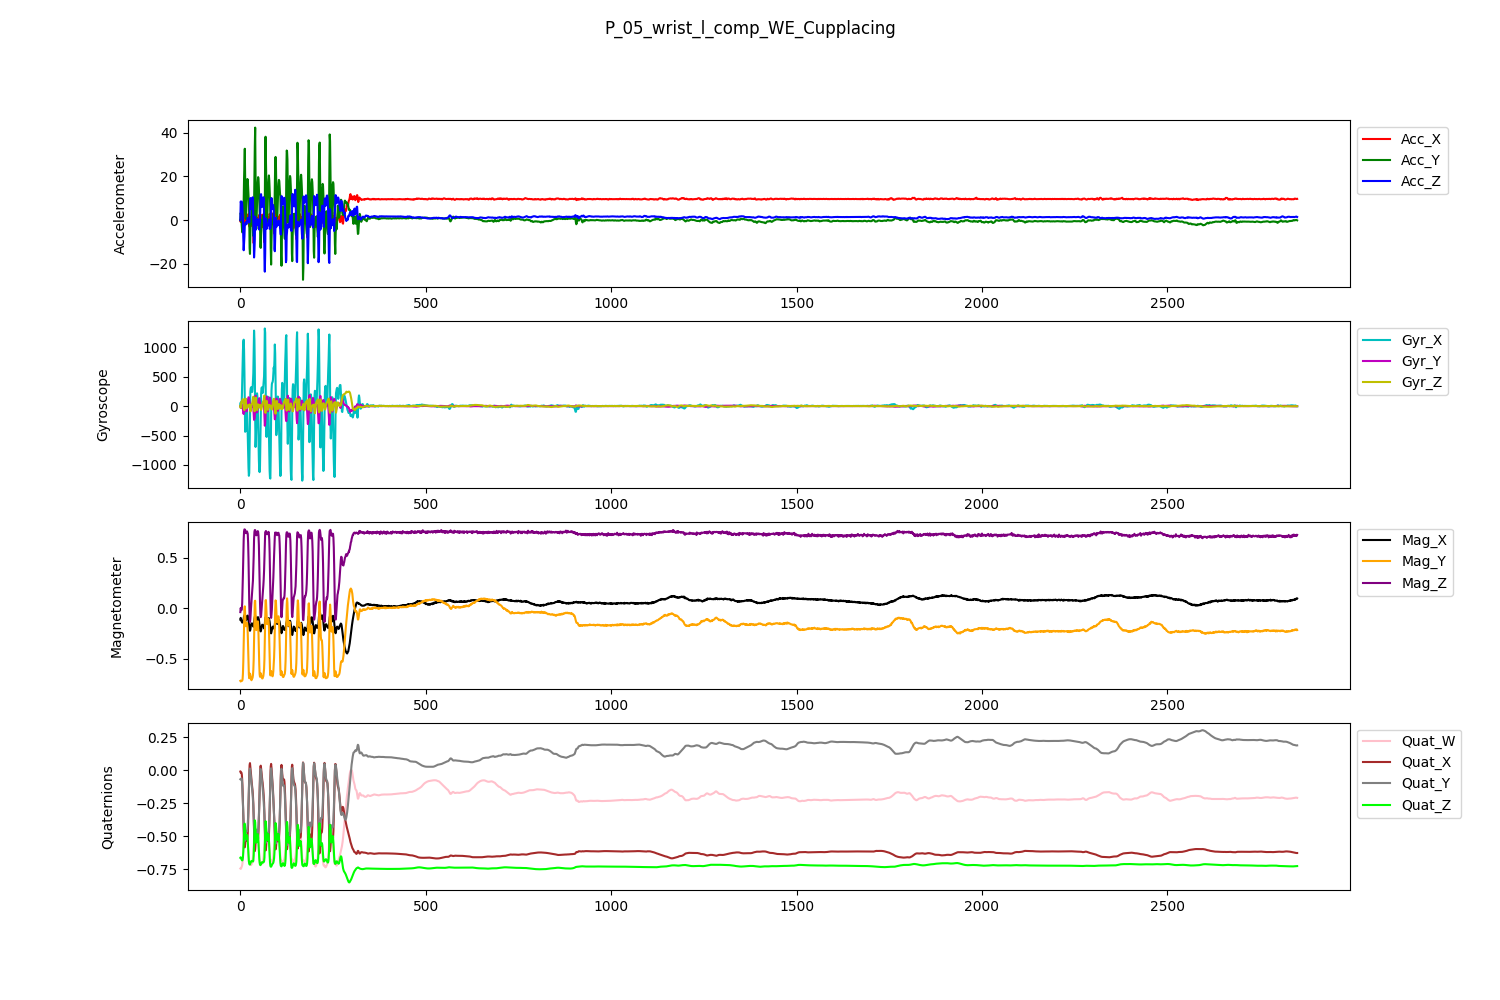 P_05_wrist_l_comp_WE_Cupplacing
Accelerometer
40
20
0
−20
0 500 1000 1500 2000 2500
Acc_X
Acc_Y
Acc_Z
Gyroscope
1000
500
0
−500
−1000
0 500 1000 1500 2000 2500
Gyr_X
Gyr_Y
Gyr_Z
Magnetometer
0.5
0.0
−0.5
0 500 1000 1500 2000 2500
Mag_X
Mag_Y
Mag_Z
Quaternions
0.25
0.00
−0.25
−0.50
−0.75
0 500 1000 1500 2000 2500
Quat_W
Quat_X
Quat_Y
Quat_Z